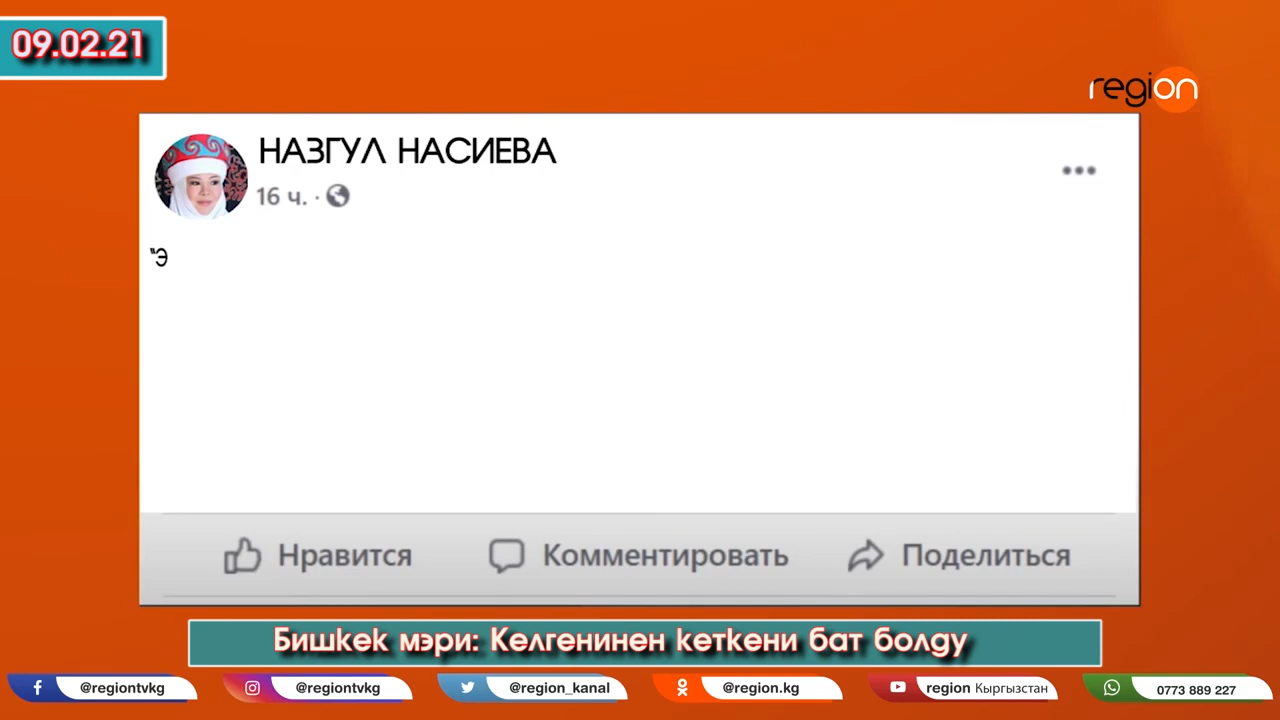 09.02.21
region
НАЗГУЛ НАСИЕВА
16 ч. ·
"Э
Нравится Комментировать Поделиться
Бишкек мэри: Келгенинен кеткени бат болду
@regiontvkg @regiontvkg @region_kanal @region.kg region Кыргызстан 0773 889 227